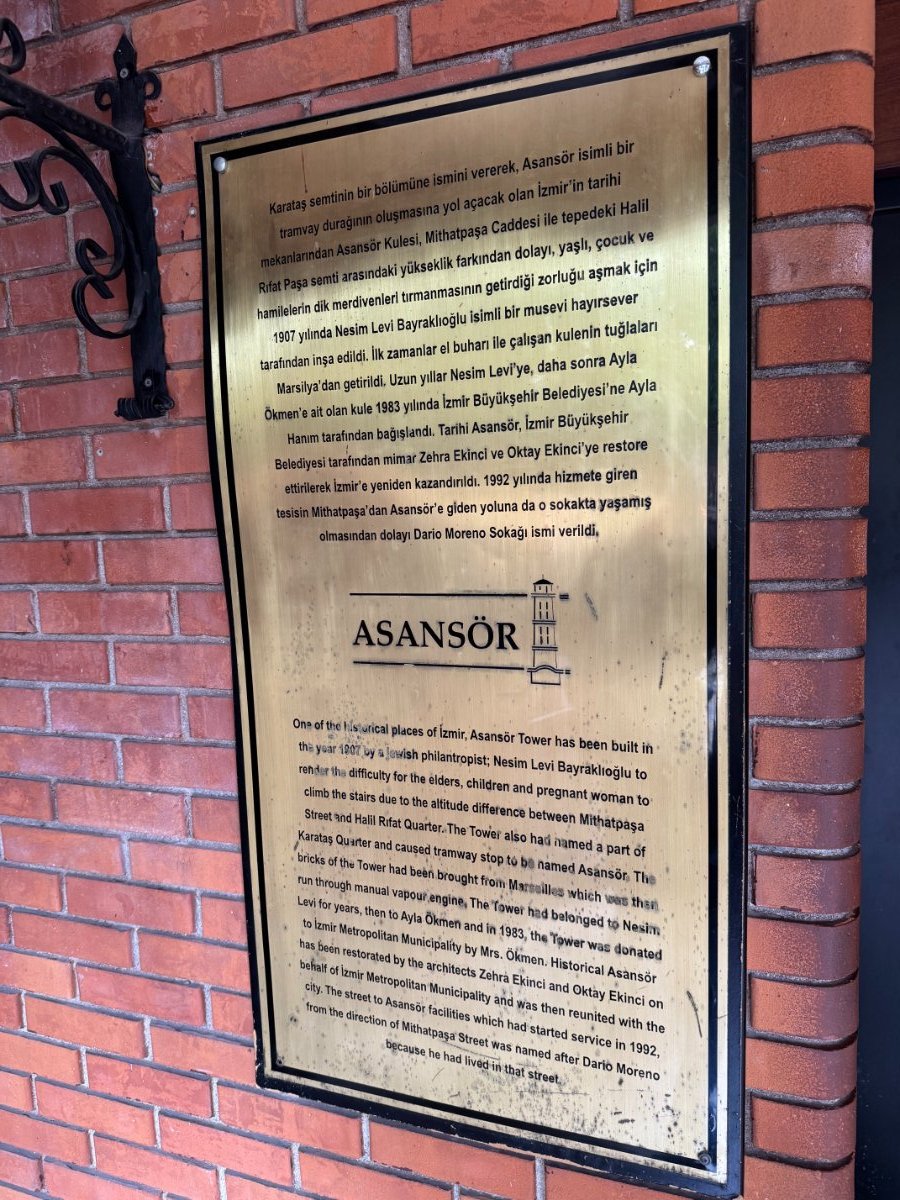 Karataş semtinin bir bölümüne ismini vererek, Asansör isimli bir
tramvay durağının oluşmasına yol açacak olan İzmir'in tarihi
mekanlarından Asansör Kulesi, Mithatpaşa Caddesi ile tepedeki Halil
Rıfat Paşa semti arasındaki yükseklik farkından dolayı, yaşlı, çocuk ve
hamilelerin dik merdivenleri tırmanmasının getirdiği zorluğu aşmak için
1907 yılında Nesim Levi Bayraklıoğlu isimli bir musevi hayırsever
tarafından inşa edildi. İlk zamanlar el buharı ile çalışan kulenin tuğlaları
Marsilya'dan getirildi. Uzun yıllar Nesim Levi'ye, daha sonra Ayla
Ökmen'e ait olan kule 1983 yılında İzmir Büyükşehir Belediyesi'ne Ayla
Hanım tarafından bağışlandı. Tarihi Asansör, İzmir Büyükşehir
Belediyesi tarafından mimar Zehra Ekinci ve Oktay Ekinci'ye restore
ettirilerek İzmir'e yeniden kazandırıldı. 1992 yılında hizmete giren
tesisin Mithatpaşa'dan Asansör'e giden yoluna da o sokakta yaşamış
olmasından dolayı Dario Moreno Sokağı ismi verildi.
ASANSÖR
One of the historical places of İzmir, Asansör Tower has been built in
the year 1907 by a jewish philantropist; Nesim Levi Bayraklıoğlu to
render the difficulty for the elders, children and pregnant woman to
climb the stairs due to the altitude difference between Mithatpaşa
Street and Halil Rıfat Quarter. The Tower also had named a part of
Karataş Quarter and caused tramway stop to be named Asansör. The
bricks of the Tower had been brought from Marseilles which was then
run through manual vapour engine. The Tower had belonged to Nesim
Levi for years, then to Ayla Ökmen and in 1983, the Tower was donated
to İzmir Metropolitan Municipality by Mrs. Ökmen. Historical Asansör
has been restorated by the architects Zehra Ekinci and Oktay Ekinci on
behalf of İzmir Metropolitan Municipality and was then reunited with the
city. The street to Asansör facilities which had started service in 1992,
from the direction of Mithatpaşa Street was named after Dario Moreno
because he had lived in that street.